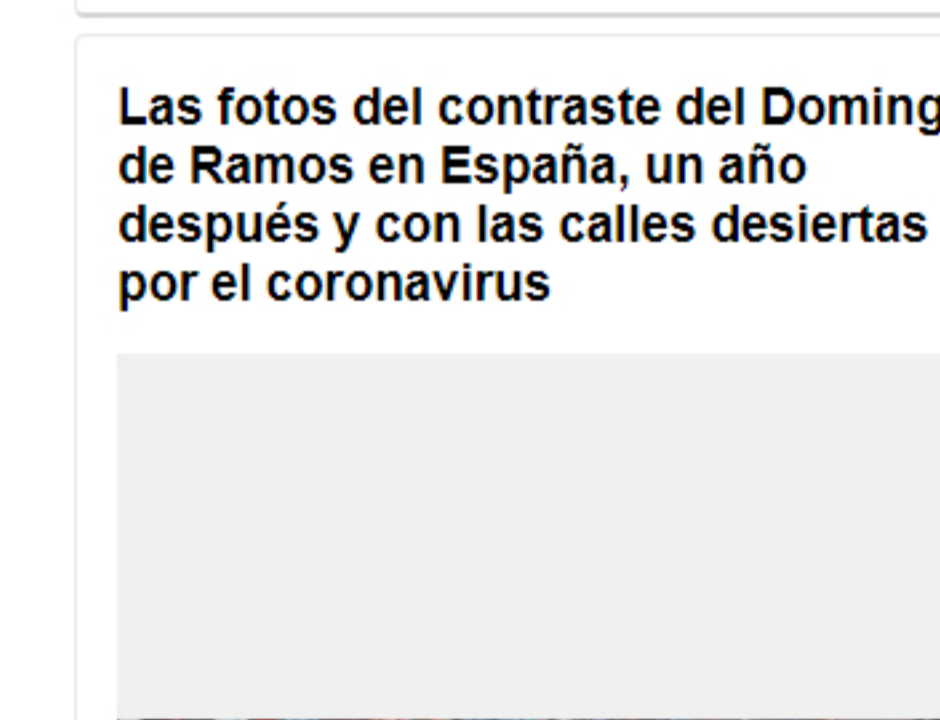 Las fotos del contraste del Doming
de Ramos en España, un año
después y con las calles desiertas
por el coronavirus